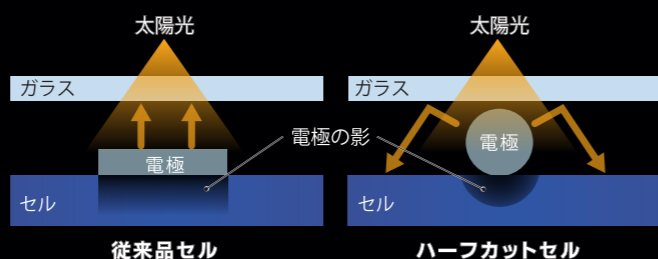 太陽光
ガラス
電極
セル
従来品セル
電極の影
太陽光
ガラス
電極
セル
ハーフカットセル